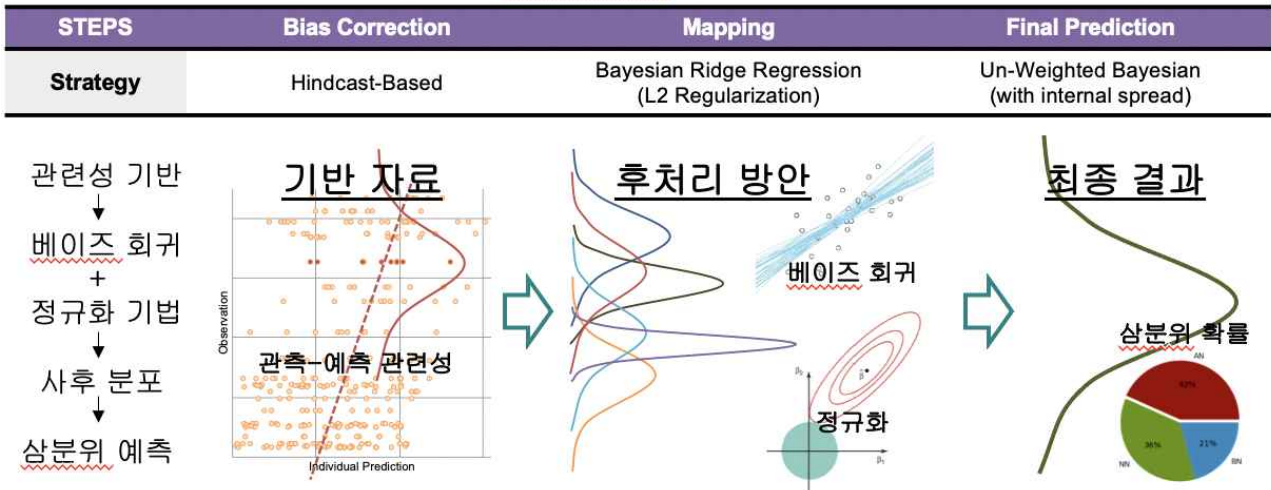 STEPS
Bias Correction
Mapping
Final Prediction
Strategy
Hindcast-Based
Bayesian Ridge Regression
(L2 Regularization)
Un-Weighted Bayesian
(with internal spread)
관련성 기반
베이즈 회귀
+
정규화 기법
사후 분포
삼분위 예측
기반 자료
Observation
관측-예측 관련성
Individual Prediction
후처리 방안
베이즈 회귀
β₂
β̂
정규화
β₁
최종 결과
삼분위 확률
AN
36%
21%
NN
BN